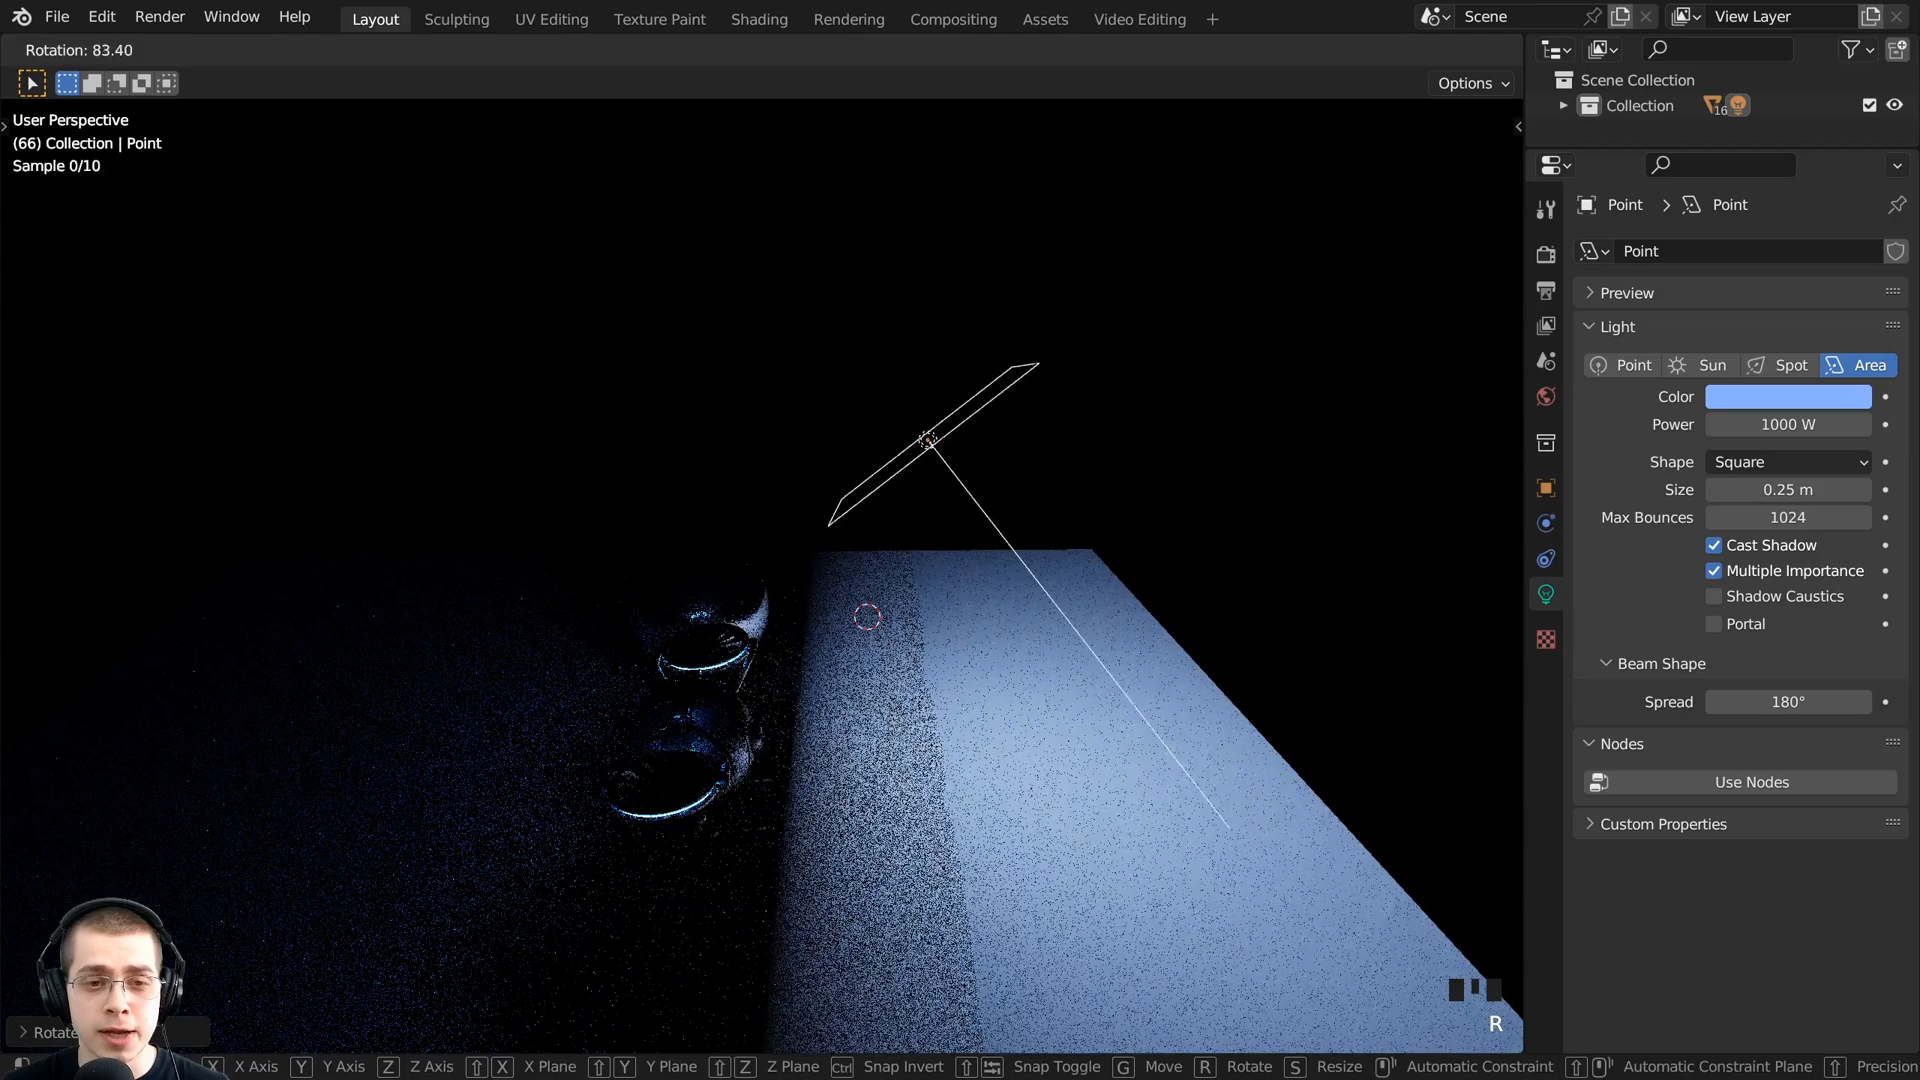 File Edit Render Window Help Layout Sculpting UV Editing Texture Paint Shading Rendering Compositing Assets Video Editing + Scene View Layer
Rotation: 83.40
Options
User Perspective
(66) Collection | Point
Sample 0/10
Scene Collection
Collection 16
Point > Point
Point
Preview
Light
Point Sun Spot Area
Color
Power 1000 W
Shape Square
Size 0.25 m
Max Bounces 1024
Cast Shadow
Multiple Importance
Shadow Caustics
Portal
Beam Shape
Spread 180°
Nodes
Use Nodes
Custom Properties
R
Rotate
X X Axis Y Y Axis Z Z Axis X X Plane Y Y Plane Z Z Plane Ctrl Snap Invert Snap Toggle G Move R Rotate S Resize Automatic Constraint Automatic Constraint Plane Precision